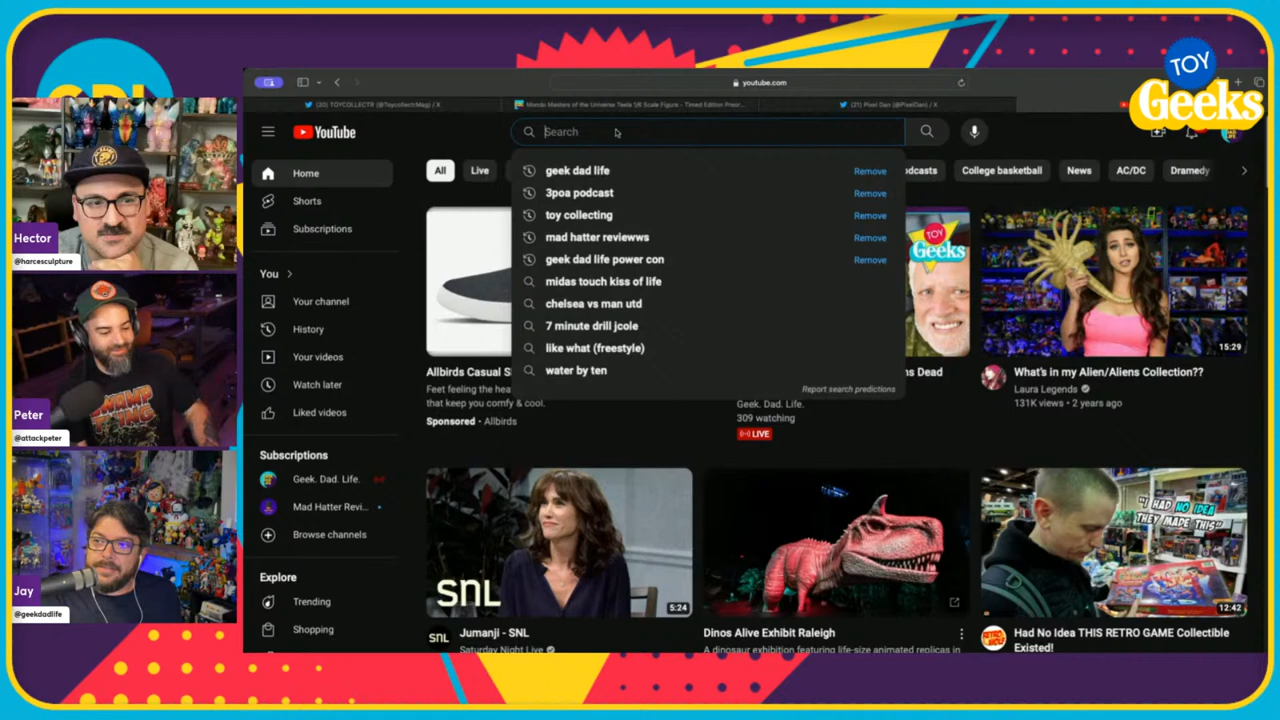 TOY
Geeks
youtube.com
(20) TOYCOLLECTR (@ToycollectrMag) / X
Mondo Masters of the Universe Teela 1/6 Scale Figure - Timed Edition Preor...
(21) Pixel Dan (@PixelDan) / X
YouTube
Search
Home
Shorts
Subscriptions
You
Your channel
History
Your videos
Watch later
Liked videos
Subscriptions
Geek. Dad. Life.
Mad Hatter Revi...
Browse channels
Explore
Trending
Shopping
All
Live
odcasts
College basketball
News
AC/DC
Dramedy
geek dad life
Remove
3poa podcast
Remove
toy collecting
Remove
mad hatter reviewws
Remove
geek dad life power con
Remove
midas touch kiss of life
chelsea vs man utd
7 minute drill jcole
like what (freestyle)
water by ten
Report search predictions
Allbirds Casual S
Feet feeling the hea
that keep you comfy & cool.
Sponsored · Allbirds
TOY
Geeks
ns Dead
Geek. Dad. Life.
309 watching
LIVE
15:29
What's in my Alien/Aliens Collection??
Laura Legends
131K views • 2 years ago
SNL
5:24
SNL
Jumanji - SNL
Saturday Night Live
Dinos Alive Exhibit Raleigh
A dinosaur exhibition featuring life-size animated replicas in
"I HAD NO IDEA
THEY MADE THIS"
12:42
RETRO
WOLF
Had No Idea THIS RETRO GAME Collectible
Existed!
Hector
@harcesculpture
SWAMP
THING
Peter
@attackpeter
Jay
@geekdadlife